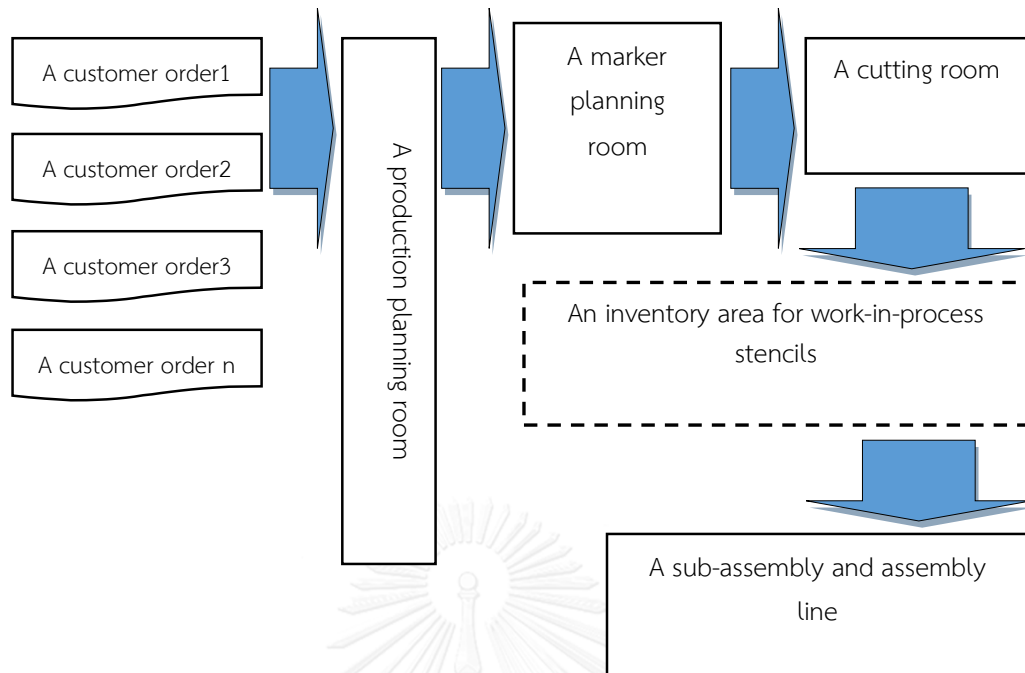 A customer order1
A customer order2
A customer order3
A customer order n
A production planning room
A marker
planning
room
A cutting room
An inventory area for work-in-process
stencils
A sub-assembly and assembly
line